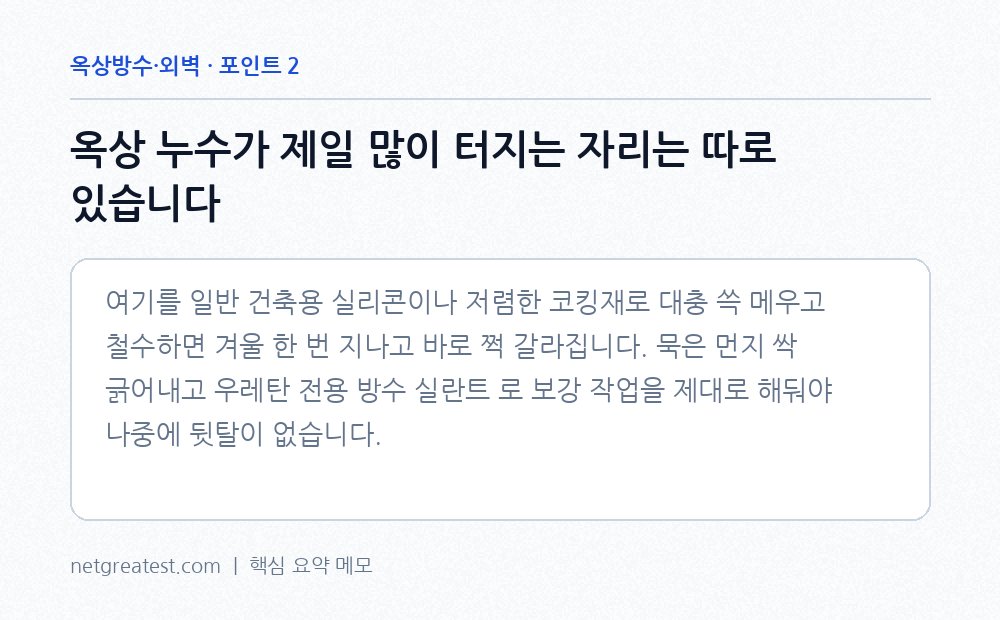 옥상방수·외벽 · 포인트 2
옥상 누수가 제일 많이 터지는 자리는 따로
있습니다
여기를 일반 건축용 실리콘이나 저렴한 코킹재로 대충 쓱 메우고
철수하면 겨울 한 번 지나고 바로 쩍 갈라집니다. 묵은 먼지 싹
긁어내고 우레탄 전용 방수 실란트 로 보강 작업을 제대로 해둬야
나중에 뒷탈이 없습니다.
netgreatest.com | 핵심 요약 메모